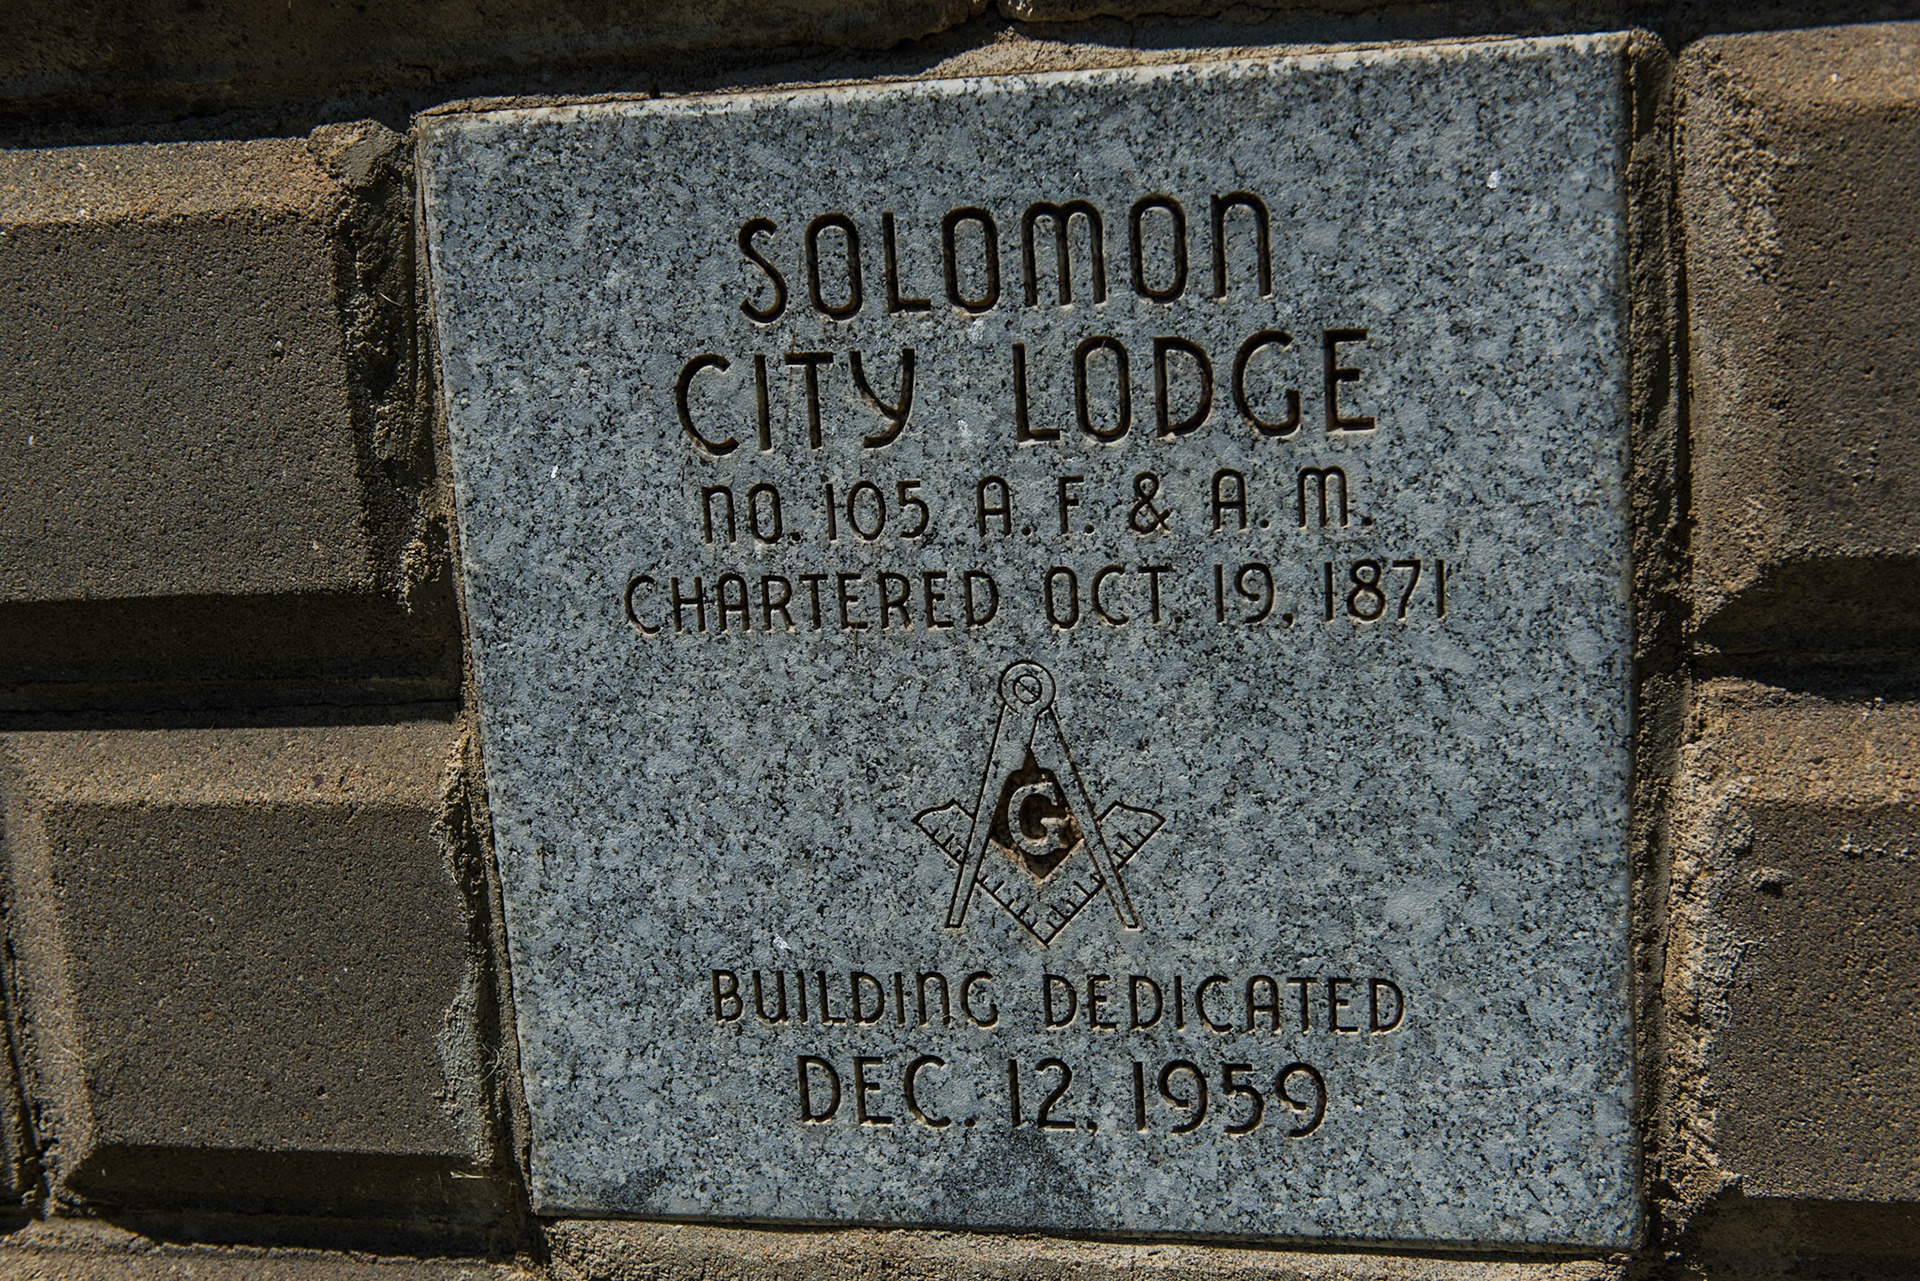 SOLOMON
CITY LODGE
NO. 105 A. F. & A. M.
CHARTERED OCT. 19, 1871
G
BUILDING DEDICATED
DEC. 12, 1959